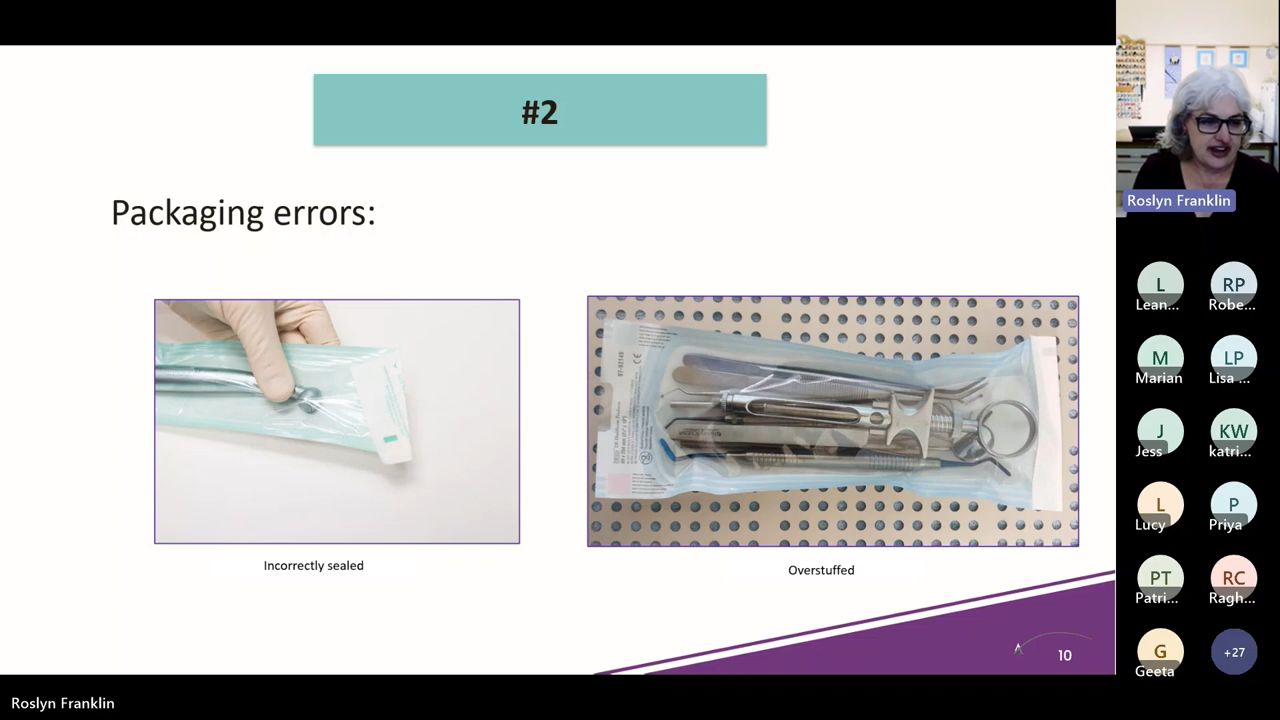 #2
Packaging errors:
Incorrectly sealed
Overstuffed
10
Roslyn Franklin
L
RP
Lean...
Robe...
M
LP
Marian
Lisa ...
J
KW
Jess
katri...
L
P
Lucy
Priya
PT
RC
Patri...
Ragh...
G
+27
Geeta
Roslyn Franklin